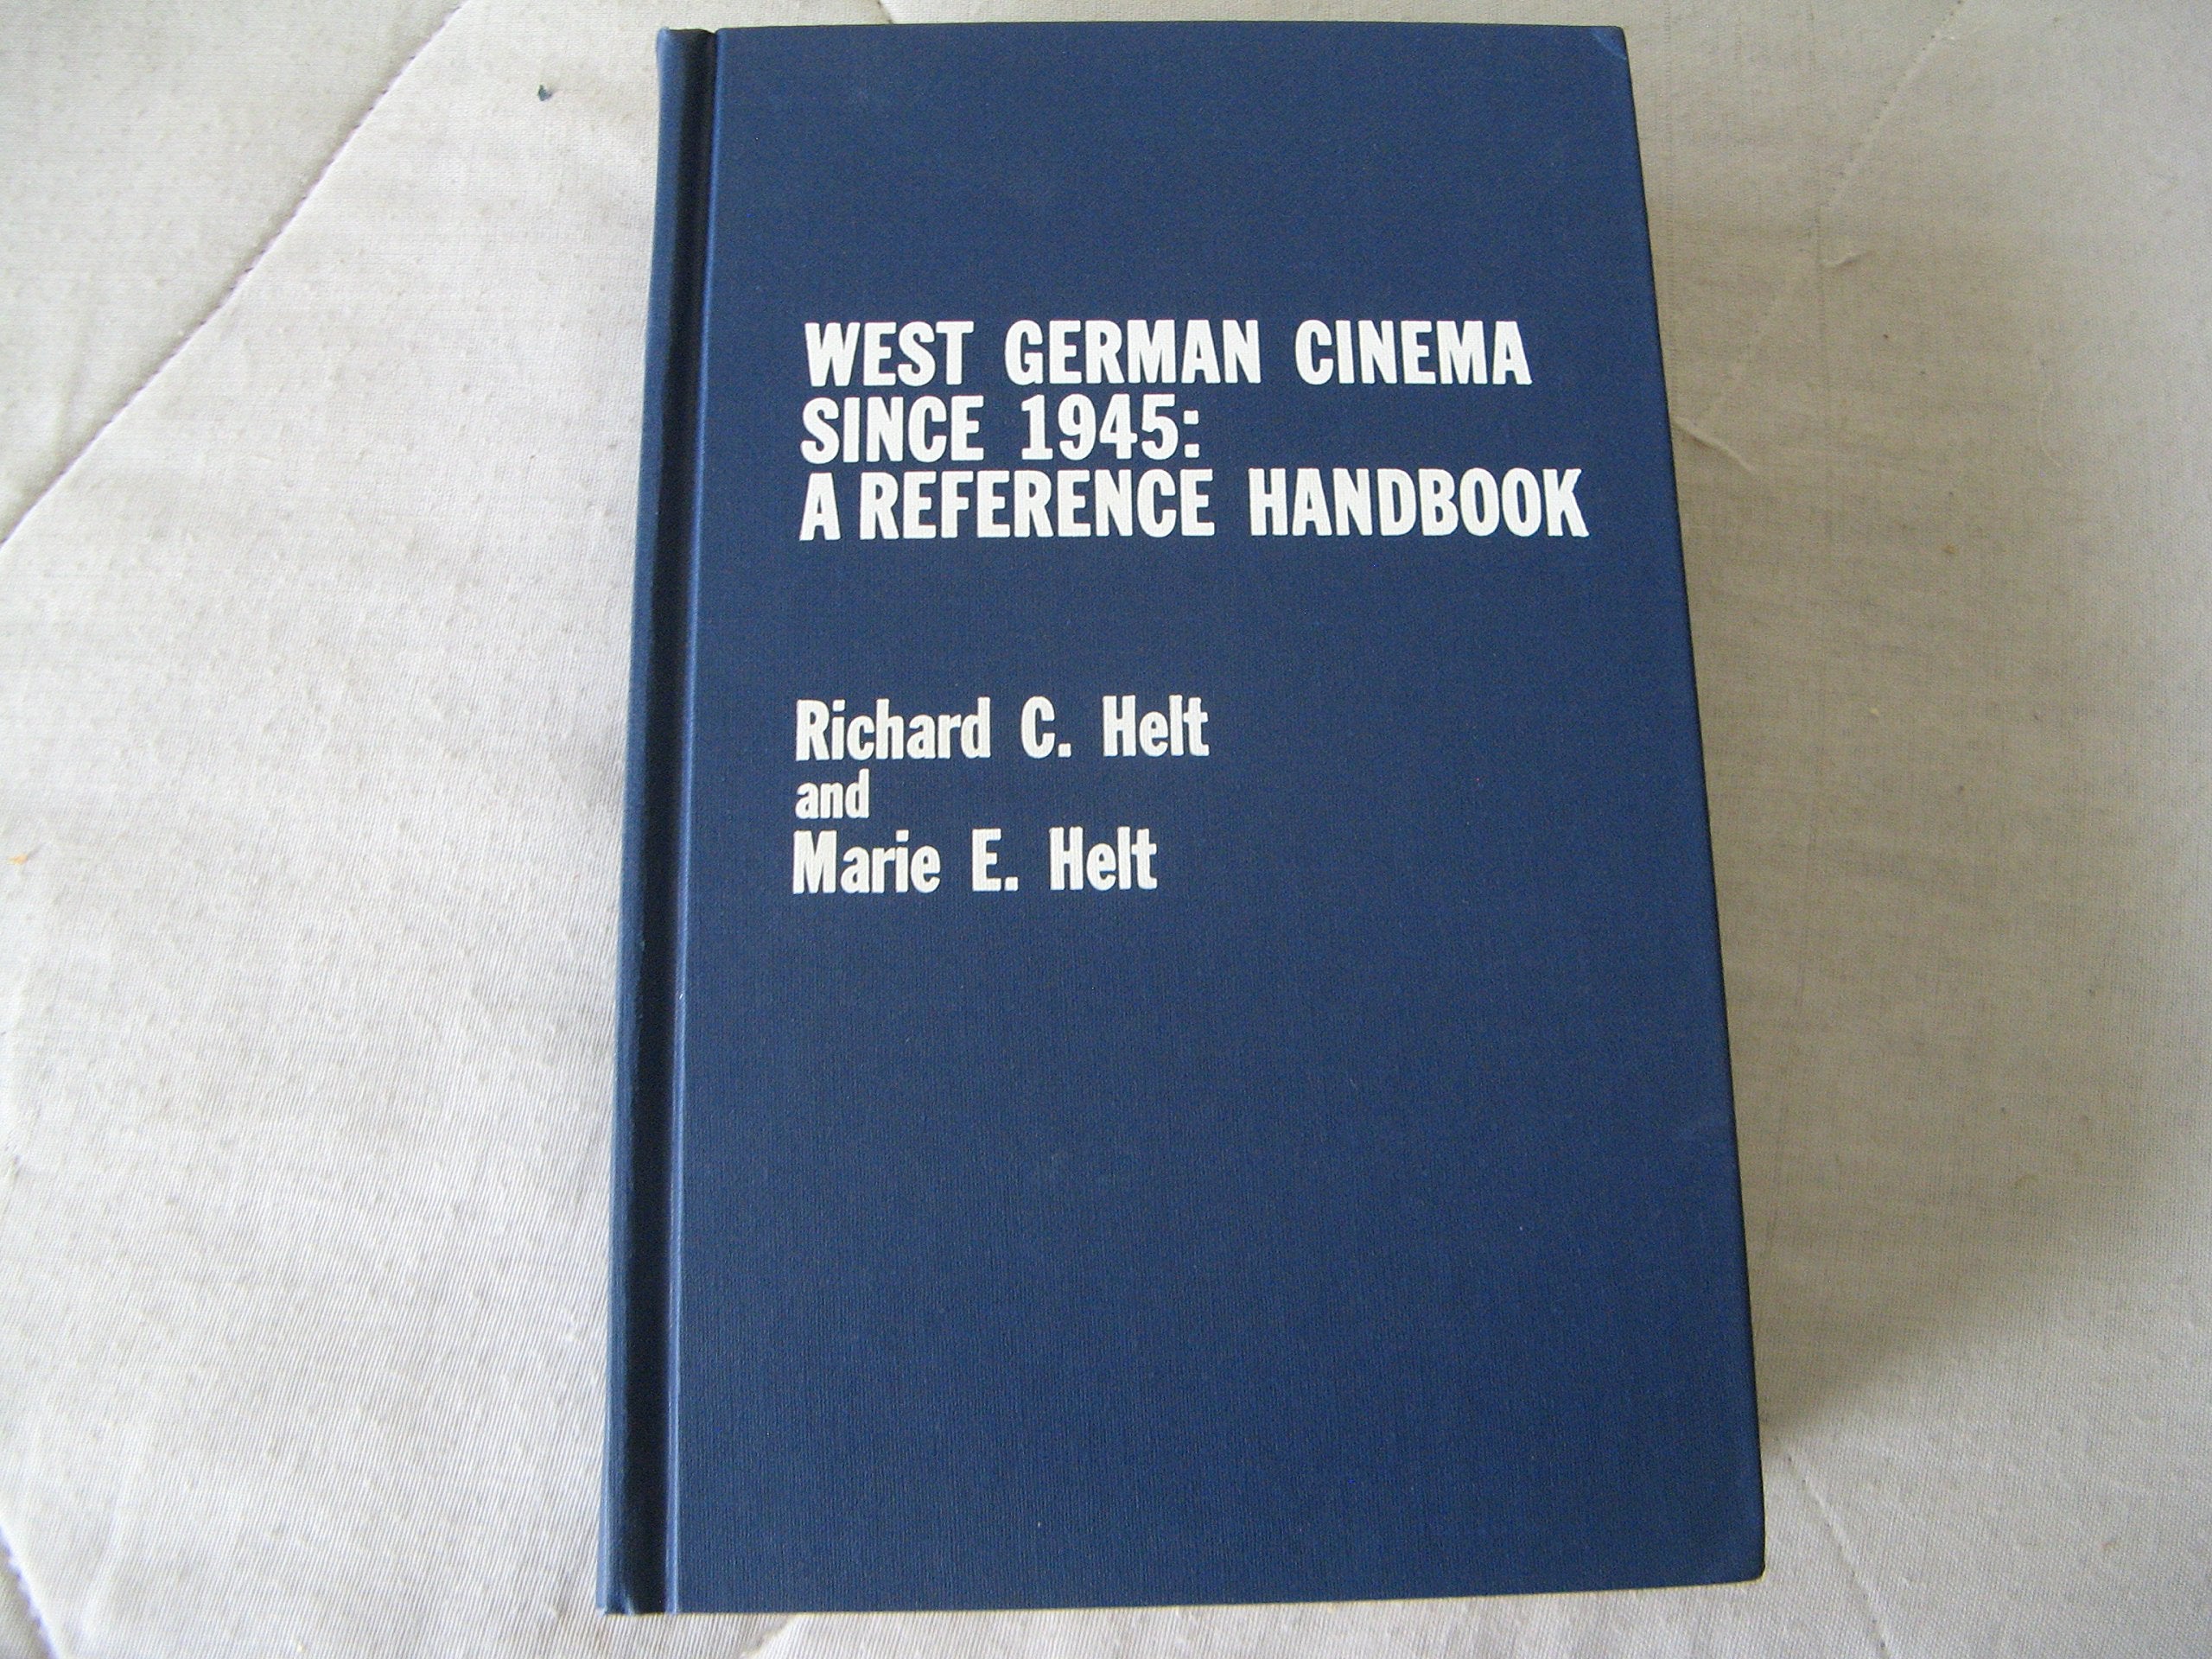 WEST GERMAN CINEMA
SINCE 1945:
A REFERENCE HANDBOOK
Richard C. Helt
and
Marie E. Helt